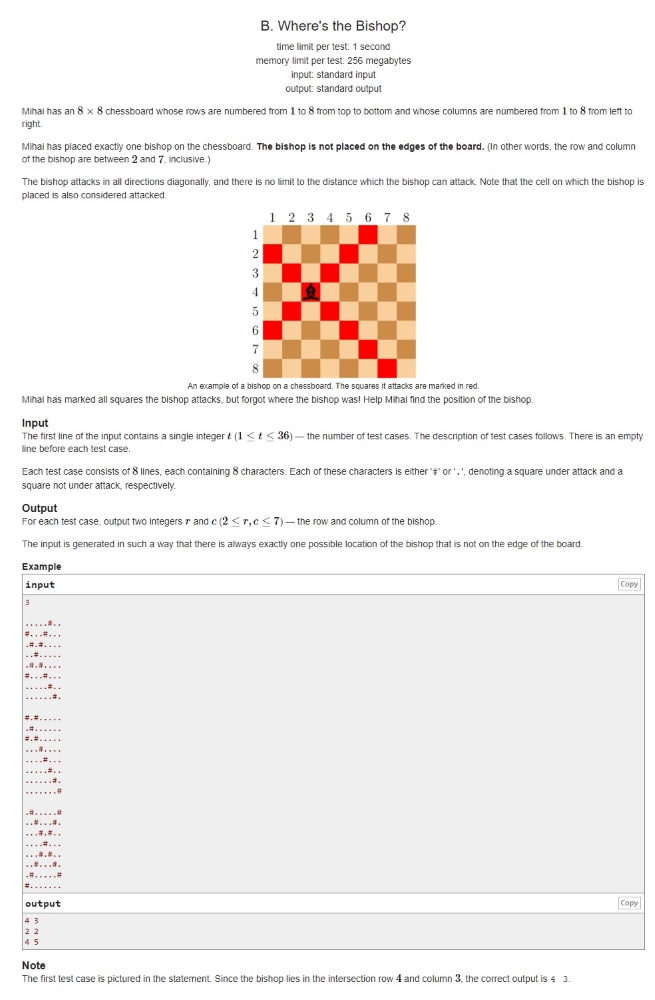 B. Where's the Bishop?
time limit per test: 1 second
memory limit per test: 256 megabytes
input: standard input
output: standard output
Mihai has an 8 × 8 chessboard whose rows are numbered from 1 to 8 from top to bottom and whose columns are numbered from 1 to 8 from left to
right.
Mihai has placed exactly one bishop on the chessboard. The bishop is not placed on the edges of the board. (In other words, the row and column
of the bishop are between 2 and 7, inclusive.)
The bishop attacks in all directions diagonally, and there is no limit to the distance which the bishop can attack. Note that the cell on which the bishop is
placed is also considered attacked.
1 2 3 4 5 6 7 8
1
2
3
4
5
6
7
8
An example of a bishop on a chessboard. The squares it attacks are marked in red.
Mihai has marked all squares the bishop attacks, but forgot where the bishop was! Help Mihai find the position of the bishop.
Input
The first line of the input contains a single integer t (1 ≤ t ≤ 36) — the number of test cases. The description of test cases follows. There is an empty
line before each test case.
Each test case consists of 8 lines, each containing 8 characters. Each of these characters is either '#' or '.', denoting a square under attack and a
square not under attack, respectively.
Output
For each test case, output two integers r and c (2 ≤ r, c ≤ 7) — the row and column of the bishop.
The input is generated in such a way that there is always exactly one possible location of the bishop that is not on the edge of the board.
Example
input Copy
3
.....#..
#...#...
.#.#....
..#.....
.#.#....
#...#...
.....#..
......#.
#.#.....
.#......
#.#.....
...#....
....#...
.....#..
......#.
.......#
.#.....#
..#...#.
...#.#..
....#...
...#.#..
..#...#.
.#.....#
#.......
output Copy
4 3
2 2
4 5
Note
The first test case is pictured in the statement. Since the bishop lies in the intersection row 4 and column 3, the correct output is 4 3.